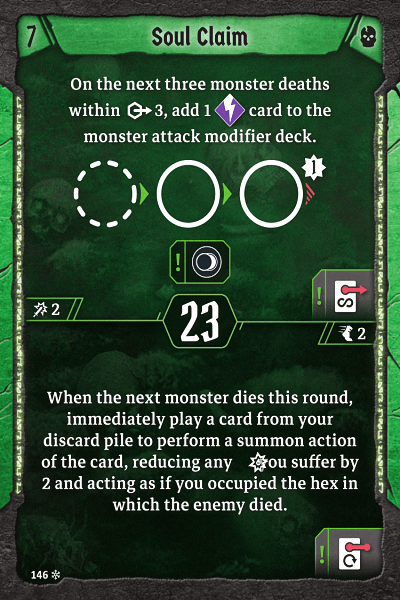 7 Soul Claim
On the next three monster deaths
within 3, add 1 card to the
monster attack modifier deck.
1
!
! S
2
23
2
When the next monster dies this round,
immediately play a card from your
discard pile to perform a summon action
of the card, reducing any ou suffer by
2 and acting as if you occupied the hex in
which the enemy died.
!
146